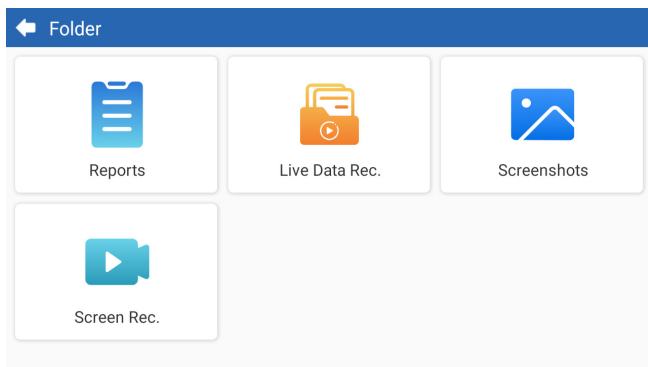 Folder
Reports
Live Data Rec.
Screenshots
Screen Rec.